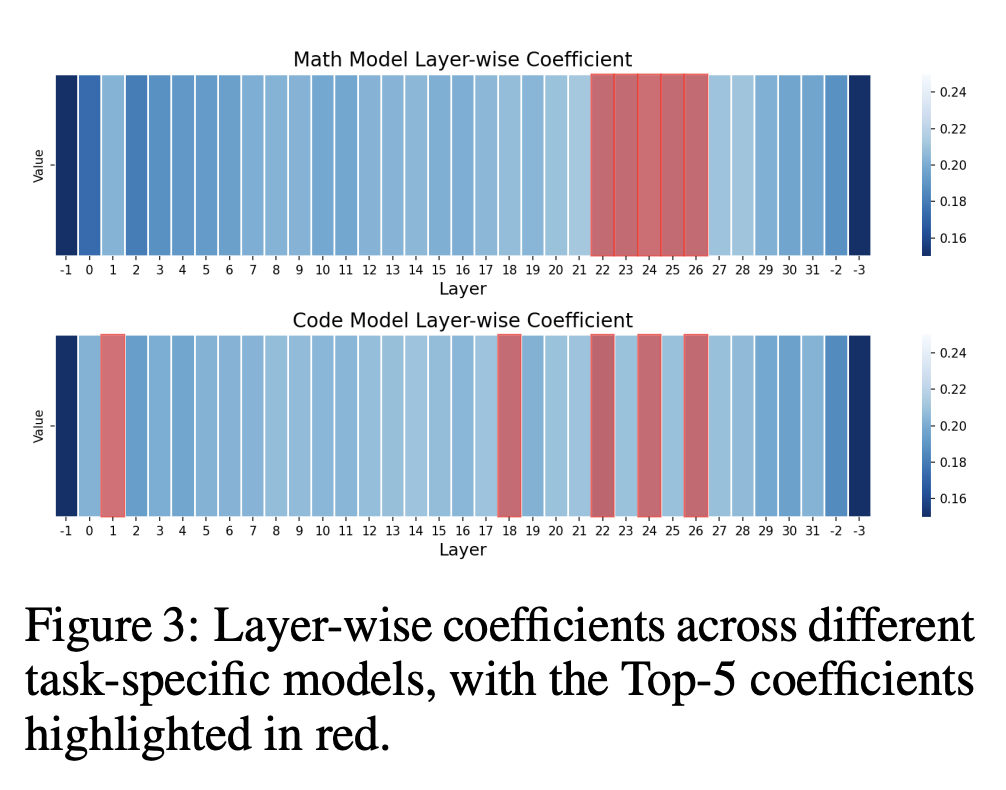 Math Model Layer-wise Coefficient
Value
0.24
0.22
0.20
0.18
0.16
-1 0 1 2 3 4 5 6 7 8 9 10 11 12 13 14 15 16 17 18 19 20 21 22 23 24 25 26 27 28 29 30 31 -2 -3
Layer
Code Model Layer-wise Coefficient
Value
0.24
0.22
0.20
0.18
0.16
-1 0 1 2 3 4 5 6 7 8 9 10 11 12 13 14 15 16 17 18 19 20 21 22 23 24 25 26 27 28 29 30 31 -2 -3
Layer
Figure 3: Layer-wise coefficients across different
task-specific models, with the Top-5 coefficients
highlighted in red.